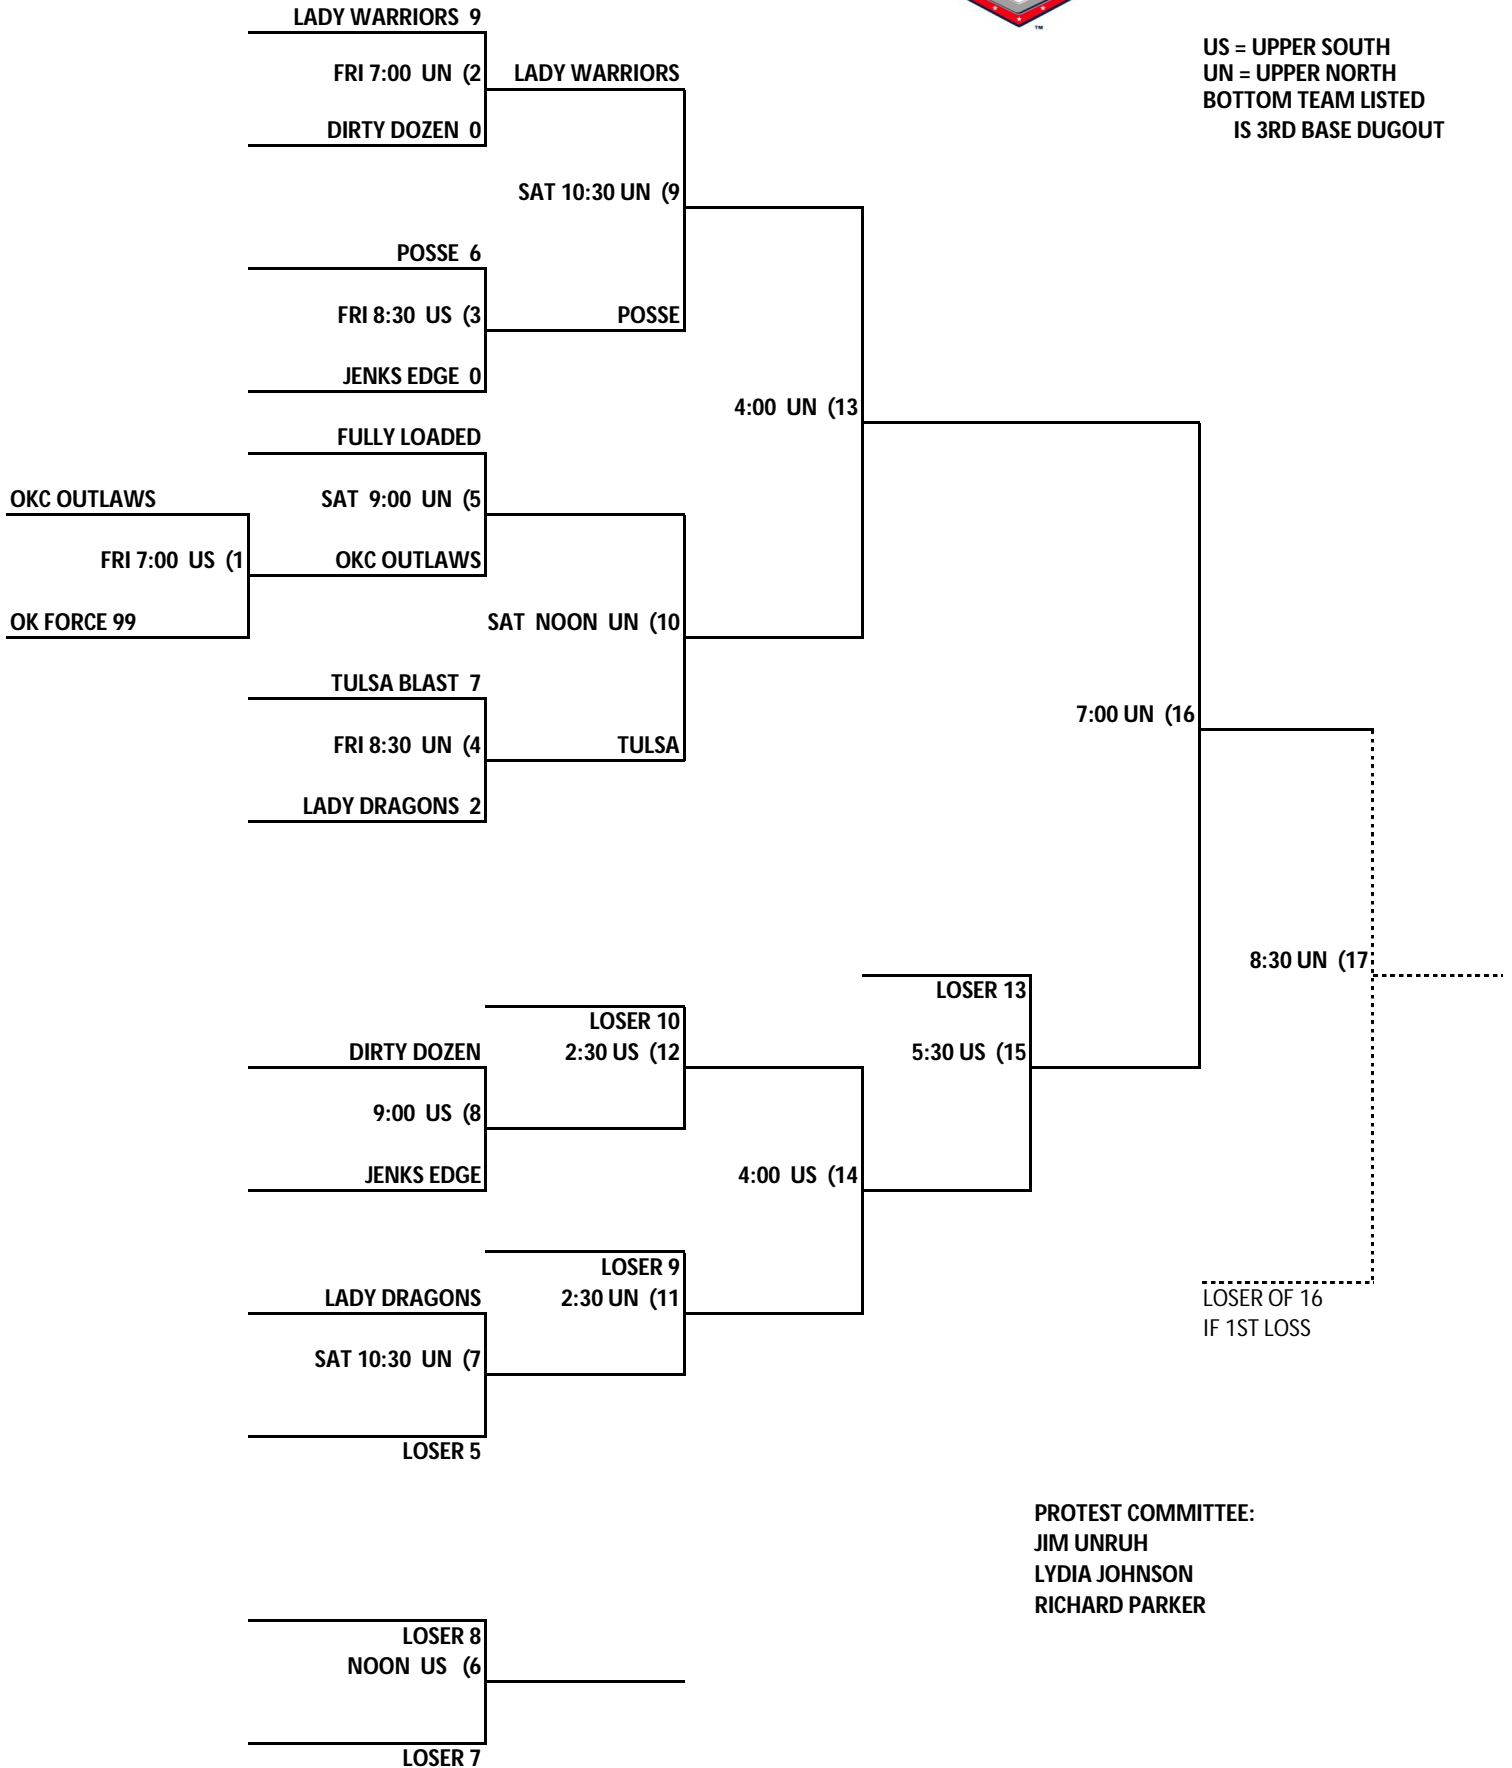 LADY WARRIORS 9
™
US = UPPER SOUTH
FRI 7:00 UN (2
LADY WARRIORS
UN = UPPER NORTH
BOTTOM TEAM LISTED
DIRTY DOZEN 0
IS 3RD BASE DUGOUT
SAT 10:30 UN (9
POSSE 6
FRI 8:30 US (3
POSSE
JENKS EDGE 0
4:00 UN (13
FULLY LOADED
OKC OUTLAWS
SAT 9:00 UN (5
FRI 7:00 US (1
OKC OUTLAWS
OK FORCE 99
SAT NOON UN (10
TULSA BLAST 7
7:00 UN (16
FRI 8:30 UN (4
TULSA
LADY DRAGONS 2
8:30 UN (17
LOSER 13
LOSER 10
DIRTY DOZEN
2:30 US (12
5:30 US (15
9:00 US (8
JENKS EDGE
4:00 US (14
LOSER 9
LADY DRAGONS
2:30 UN (11
LOSER OF 16
IF 1ST LOSS
SAT 10:30 UN (7
LOSER 5
PROTEST COMMITTEE:
JIM UNRUH
LYDIA JOHNSON
RICHARD PARKER
LOSER 8
NOON US (6
LOSER 7